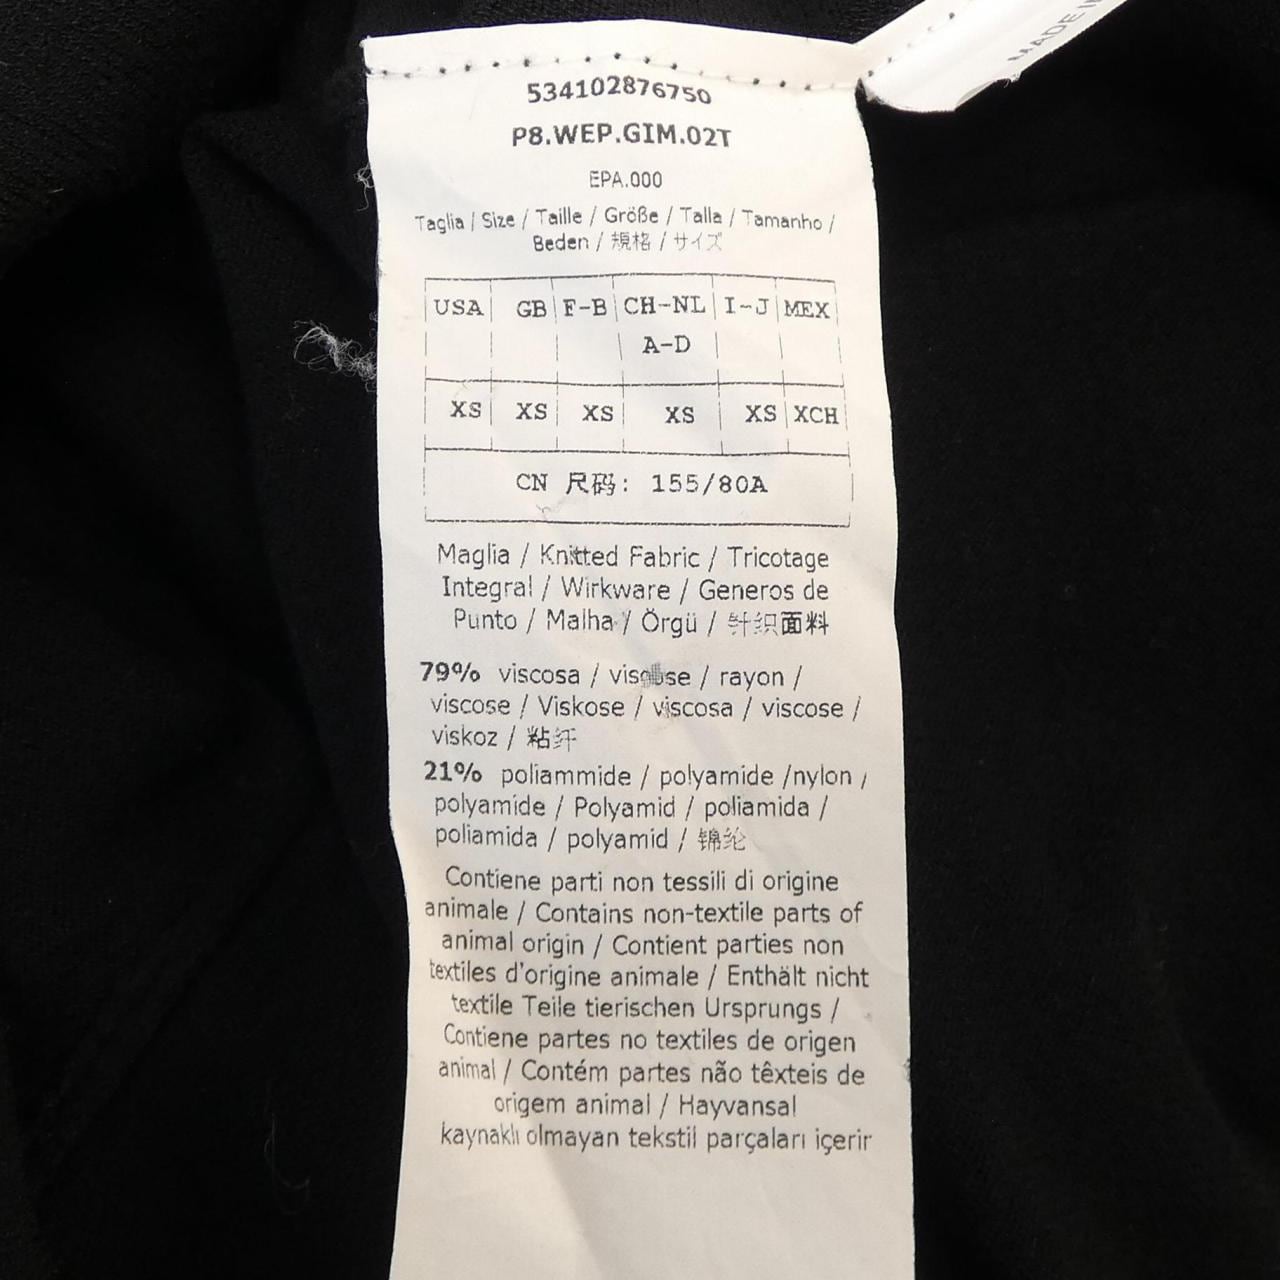 MADE IN
534102876750
P8.WEP.GIM.02T
EPA.000
Taglia / Size / Taille / Größe / Talla / Tamanho /
Beden / 規格 / サイズ
USA GB F-B CH-NL I-J MEX
A-D
XS XS XS XS XS XCH
CN 尺码: 155/80A
Maglia / Knitted Fabric / Tricotage
Integral / Wirkware / Generos de
Punto / Malha / Örgü / 针织面料
79% viscosa / viscose / rayon /
viscose / Viskose / viscosa / viscose /
viskoz / 粘纤
21% poliammide / polyamide /nylon /
polyamide / Polyamid / poliamida /
poliamida / polyamid / 锦纶
Contiene parti non tessili di origine
animale / Contains non-textile parts of
animal origin / Contient parties non
textiles d'origine animale / Enthält nicht
textile Teile tierischen Ursprungs /
Contiene partes no textiles de origen
animal / Contém partes não têxteis de
origem animal / Hayvansal
kaynaklı olmayan tekstil parçaları içerir